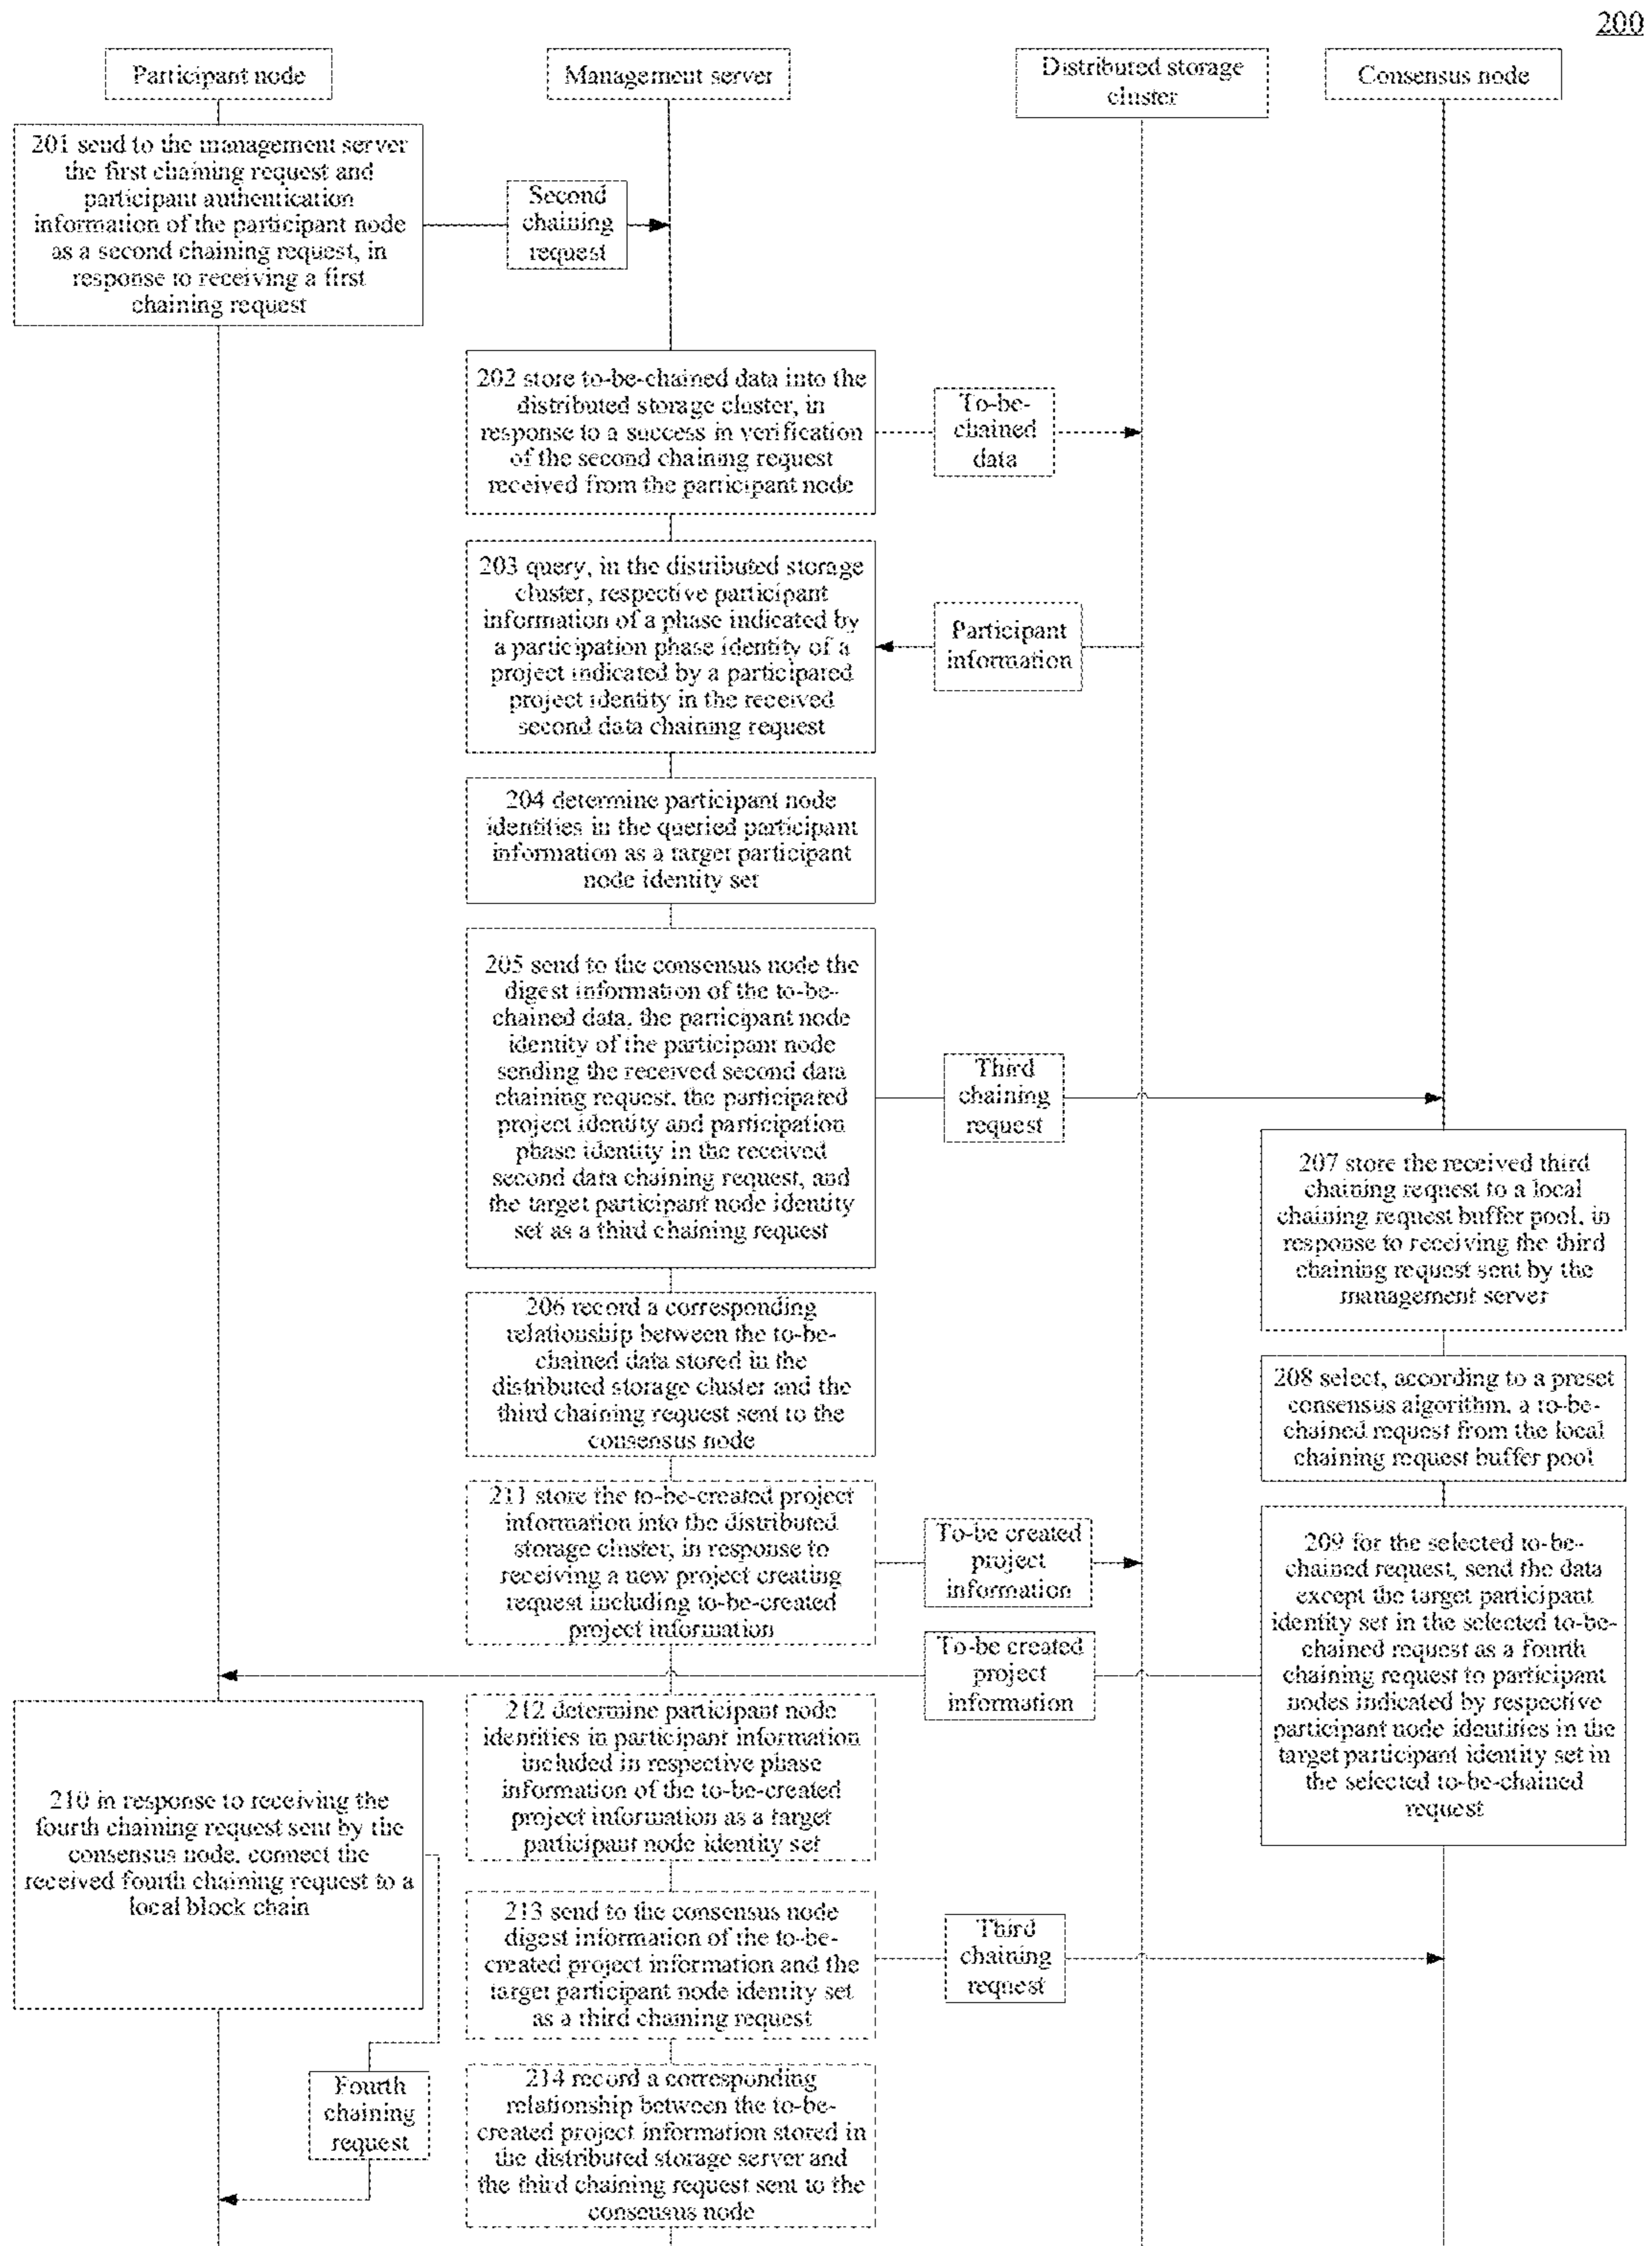 200
Participant node
Management server
Distributed storage
cluster
Consensus node
201 send to the management server
the first chaining request and
participant authentication
information of the participant node
as a second chaining request, in
response to receiving a first
chaining request
Second
chaining
request
202 store to-be-chained data into the
distributed storage cluster, in
response to a success in verification
of the second chaining request
received from the participant node
To-be-
chained
data
203 query, in the distributed storage
cluster, respective participant
information of a phase indicated by
a participation phase identity of a
project indicated by a participated
project identity in the received
second data chaining request
Participant
information
204 determine participant node
identities in the queried participant
information as a target participant
node identity set
205 send to the consensus node the
digest information of the to-be-
chained data, the participant node
identity of the participant node
sending the received second data
chaining request, the participated
project identity and participation
phase identity in the received
second data chaining request, and
the target participant node identity
set as a third chaining request
Third
chaining
request
207 store the received third
chaining request to a local
chaining request buffer pool, in
response to receiving the third
chaining request sent by the
management server
206 record a corresponding
relationship between the to-be-
chained data stored in the
distributed storage cluster and the
third chaining request sent to the
consensus node
208 select, according to a preset
consensus algorithm, a to-be-
chained request from the local
chaining request buffer pool
211 store the to-be-created project
information into the distributed
storage cluster, in response to
receiving a new project creating
request including to-be-created
project information
To-be created
project
information
209 for the selected to-be-
chained request, send the data
except the target participant
identity set in the selected to-be-
chained request as a fourth
chaining request to participant
nodes indicated by respective
participant node identities in the
target participant identity set in
the selected to-be-chained
request
To-be created
project
information
212 determine participant node
identities in participant information
included in respective phase
information of the to-be-created
project information as a target
participant node identity set
210 in response to receiving the
fourth chaining request sent by the
consensus node, connect the
received fourth chaining request to a
local block chain
213 send to the consensus node
digest information of the to-be-
created project information and the
target participant node identity set
as a third chaining request
Third
chaining
request
Fourth
chaining
request
214 record a corresponding
relationship between the to-be-
created project information stored in
the distributed storage server and
the third chaining request sent to the
consensus node